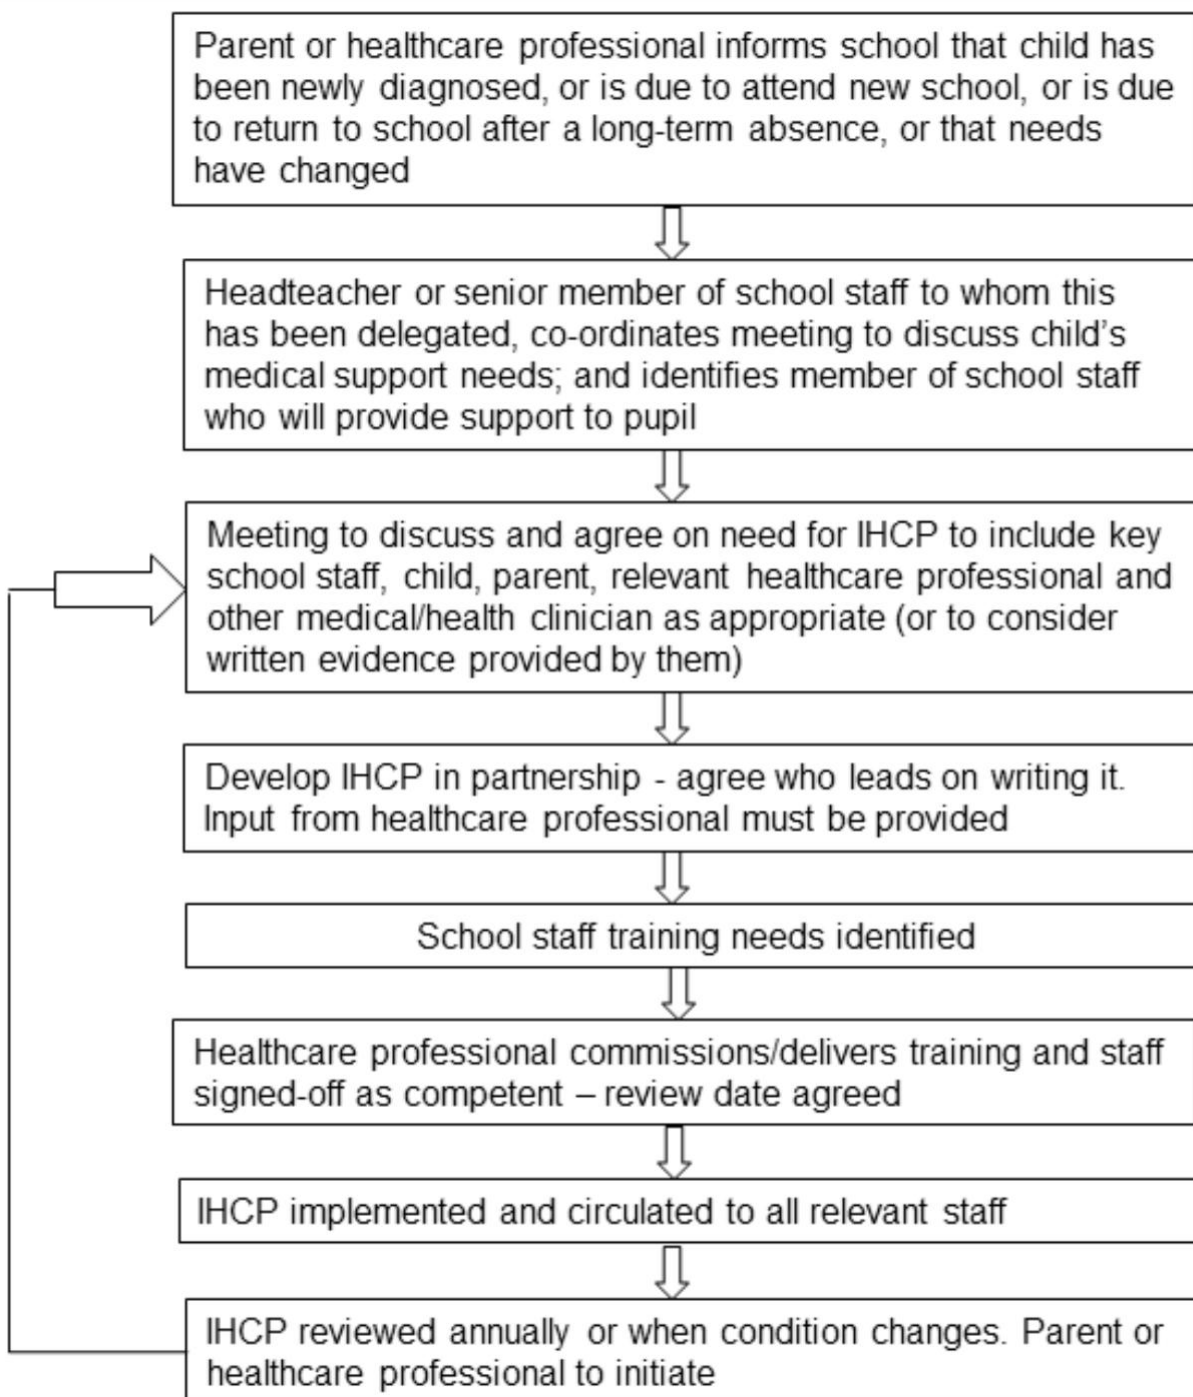 Parent or healthcare professional informs school that child has
been newly diagnosed, or is due to attend new school, or is due
to return to school after a long-term absence, or that needs
have changed
Headteacher or senior member of school staff to whom this
has been delegated, co-ordinates meeting to discuss child's
medical support needs; and identifies member of school staff
who will provide support to pupil
Meeting to discuss and agree on need for IHCP to include key
school staff, child, parent, relevant healthcare professional and
other medical/health clinician as appropriate (or to consider
written evidence provided by them)
Develop IHCP in partnership - agree who leads on writing it.
Input from healthcare professional must be provided
School staff training needs identified
Healthcare professional commissions/delivers training and staff
signed-off as competent – review date agreed
IHCP implemented and circulated to all relevant staff
IHCP reviewed annually or when condition changes. Parent or
healthcare professional to initiate